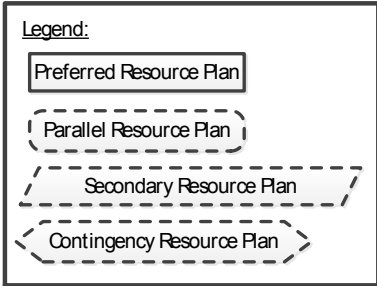 Legend:
Preferred Resource Plan
Parallel Resource Plan
Secondary Resource Plan
Contingency Resource Plan